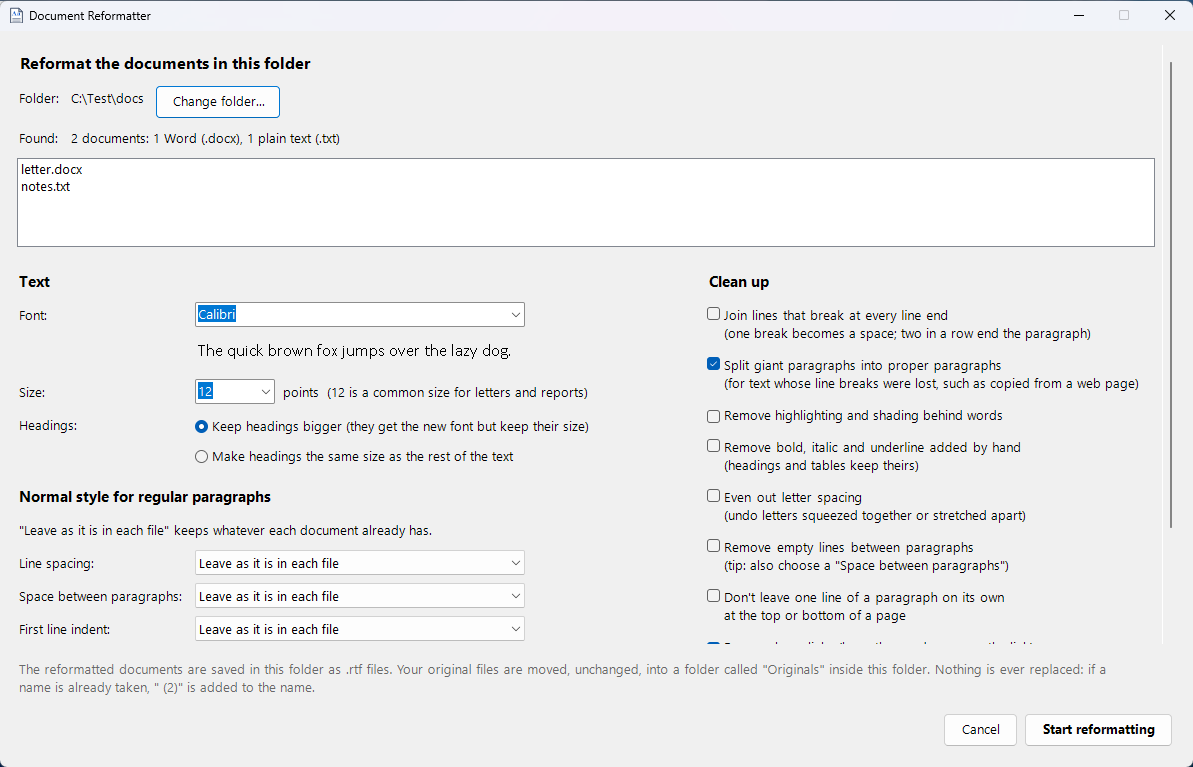 Document Reformatter
Reformat the documents in this folder
Folder: C:\Test\docs Change folder...
Found: 2 documents: 1 Word (.docx), 1 plain text (.txt)
letter.docx
notes.txt
Text
Font: Calibri
The quick brown fox jumps over the lazy dog.
Size: 12 points (12 is a common size for letters and reports)
Headings: Keep headings bigger (they get the new font but keep their size)
Make headings the same size as the rest of the text
Normal style for regular paragraphs
"Leave as it is in each file" keeps whatever each document already has.
Line spacing: Leave as it is in each file
Space between paragraphs: Leave as it is in each file
First line indent: Leave as it is in each file
Clean up
Join lines that break at every line end
(one break becomes a space; two in a row end the paragraph)
Split giant paragraphs into proper paragraphs
(for text whose line breaks were lost, such as copied from a web page)
Remove highlighting and shading behind words
Remove bold, italic and underline added by hand
(headings and tables keep theirs)
Even out letter spacing
(undo letters squeezed together or stretched apart)
Remove empty lines between paragraphs
(tip: also choose a "Space between paragraphs")
Don't leave one line of a paragraph on its own
at the top or bottom of a page
The reformatted documents are saved in this folder as .rtf files. Your original files are moved, unchanged, into a folder called "Originals" inside this folder. Nothing is ever replaced: if a
name is already taken, " (2)" is added to the name.
Cancel Start reformatting